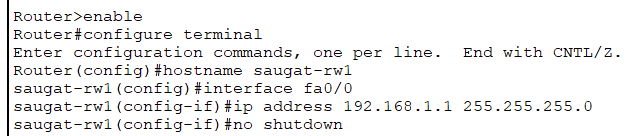 Router>enable
Router#configure terminal
Enter configuration commands, one per line.  End with CNTL/Z.
Router(config)#hostname saugat-rw1
saugat-rw1(config)#interface fa0/0
saugat-rw1(config-if)#ip address 192.168.1.1 255.255.255.0
saugat-rw1(config-if)#no shutdown